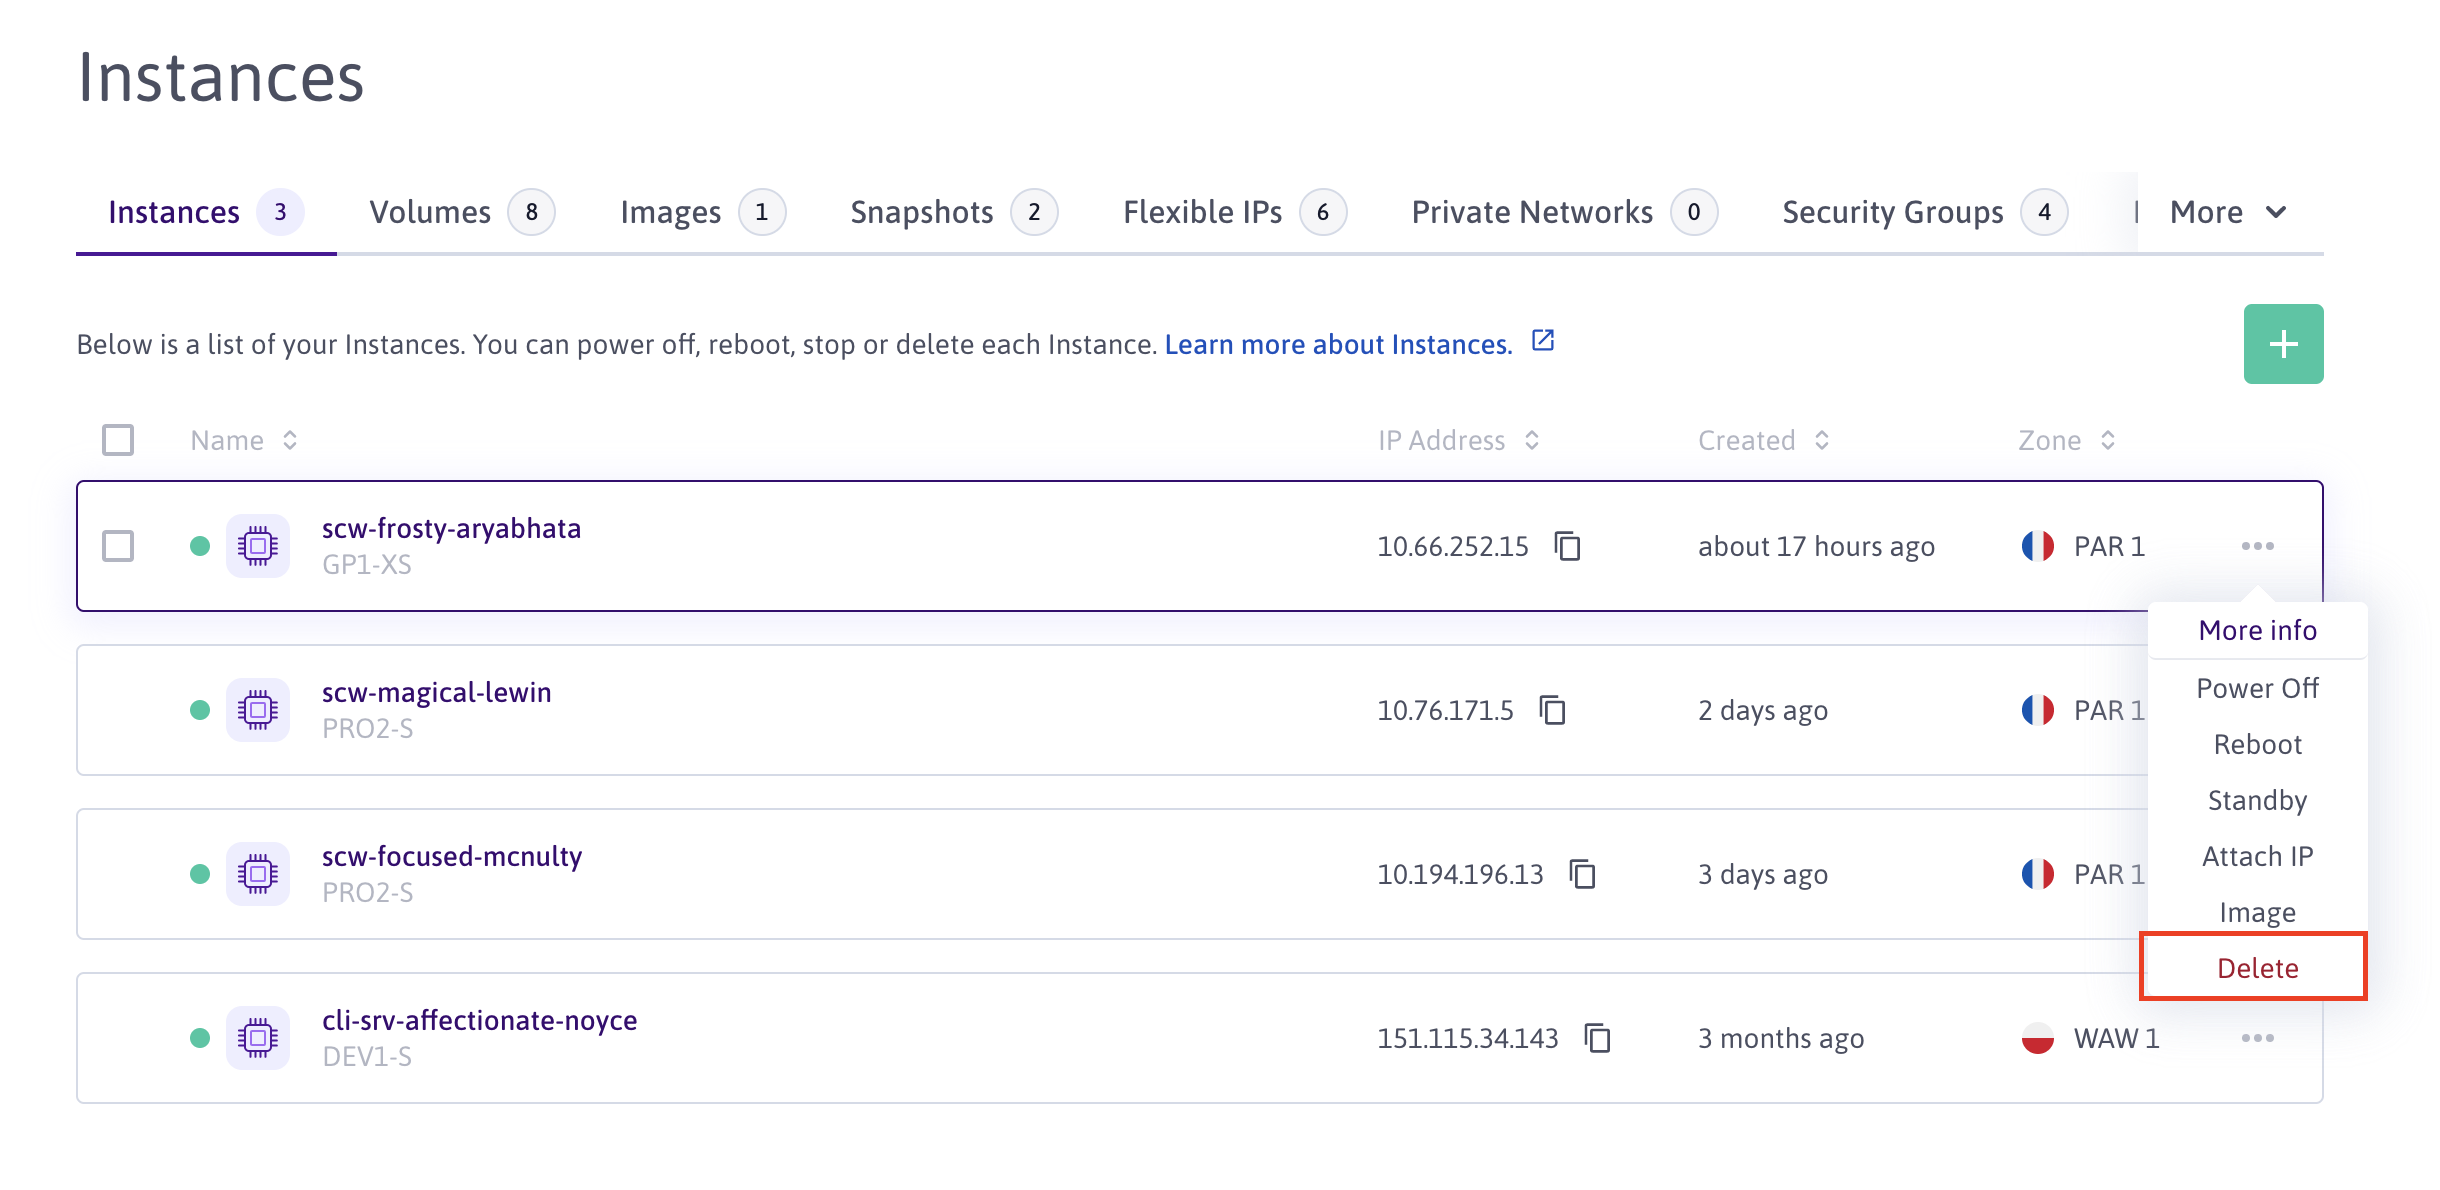 Instances
Instances 3 Volumes 8 Images 1 Snapshots 2 Flexible IPs 6 Private Networks 0 Security Groups 4 More
Below is a list of your Instances. You can power off, reboot, stop or delete each Instance. Learn more about Instances.
+
Name IP Address Created Zone
scw-frosty-aryabhata
GP1-XS
10.66.252.15 about 17 hours ago PAR 1
More info
Power Off
Reboot
Standby
Attach IP
Image
Delete
scw-magical-lewin
PRO2-S
10.76.171.5 2 days ago PAR 1
scw-focused-mcnulty
PRO2-S
10.194.196.13 3 days ago PAR 1
cli-srv-affectionate-noyce
DEV1-S
151.115.34.143 3 months ago WAW 1